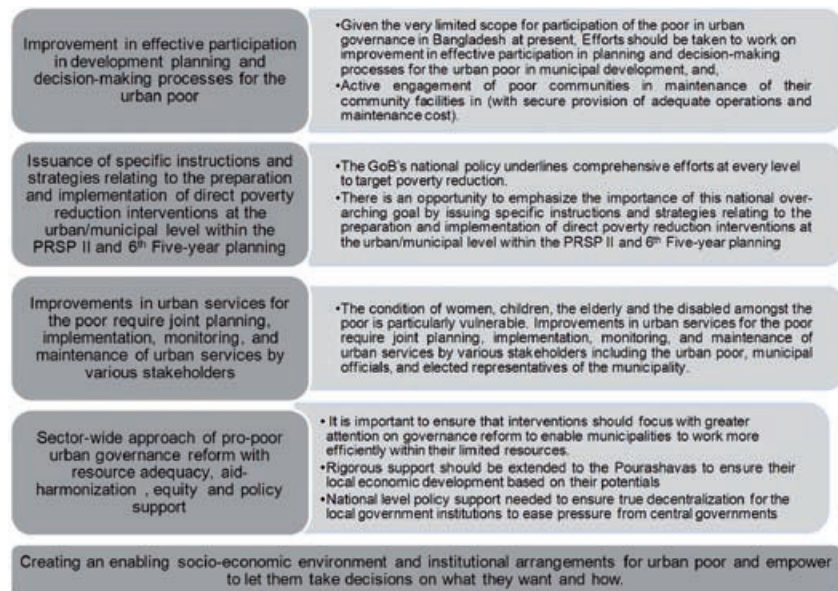 Improvement in effective participation
in development planning and
decision-making processes for the
urban poor
•Given the very limited scope for participation of the poor in urban
governance in Bangladesh at present, Efforts should be taken to work on
improvement in effective participation in planning and decision-making
processes for the urban poor in municipal development, and,
•Active engagement of poor communities in maintenance of their
community facilities in (with secure provision of adequate operations and
maintenance cost).
Issuance of specific instructions and
strategies relating to the preparation
and implementation of direct poverty
reduction interventions at the
urban/municipal level within the
PRSP II and 6th Five-year planning
•The GoB's national policy underlines comprehensive efforts at every level
to target poverty reduction.
•There is an opportunity to emphasize the importance of this national over-
arching goal by issuing specific instructions and strategies relating to the
preparation and implementation of direct poverty reduction interventions at
the urban/municipal level within the PRSP II and 6th Five-year planning
Improvements in urban services for
the poor require joint planning,
implementation, monitoring, and
maintenance of urban services by
various stakeholders
•The condition of women, children, the elderly and the disabled amongst the
poor is particularly vulnerable. Improvements in urban services for the poor
require joint planning, implementation, monitoring, and maintenance of
of urban services by various stakeholders including the urban poor, municipal
officials, and elected representatives of the municipality.
Sector-wide approach of pro-poor
urban governance reform with
resource adequacy, aid-
harmonization , equity and policy
support
• It is important to ensure that interventions should focus with greater
attention on governance reform to enable municipalities to work more
efficiently within their limited resources.
•Rigorous support should be extended to the Pourashavas to ensure their
local economic development based on their potentials
•National level policy support needed to ensure true decentralization for the
local government institutions to ease pressure from central governments
Creating an enabling socio-economic environment and institutional arrangements for urban poor and empower
to let them take decisions on what they want and how.